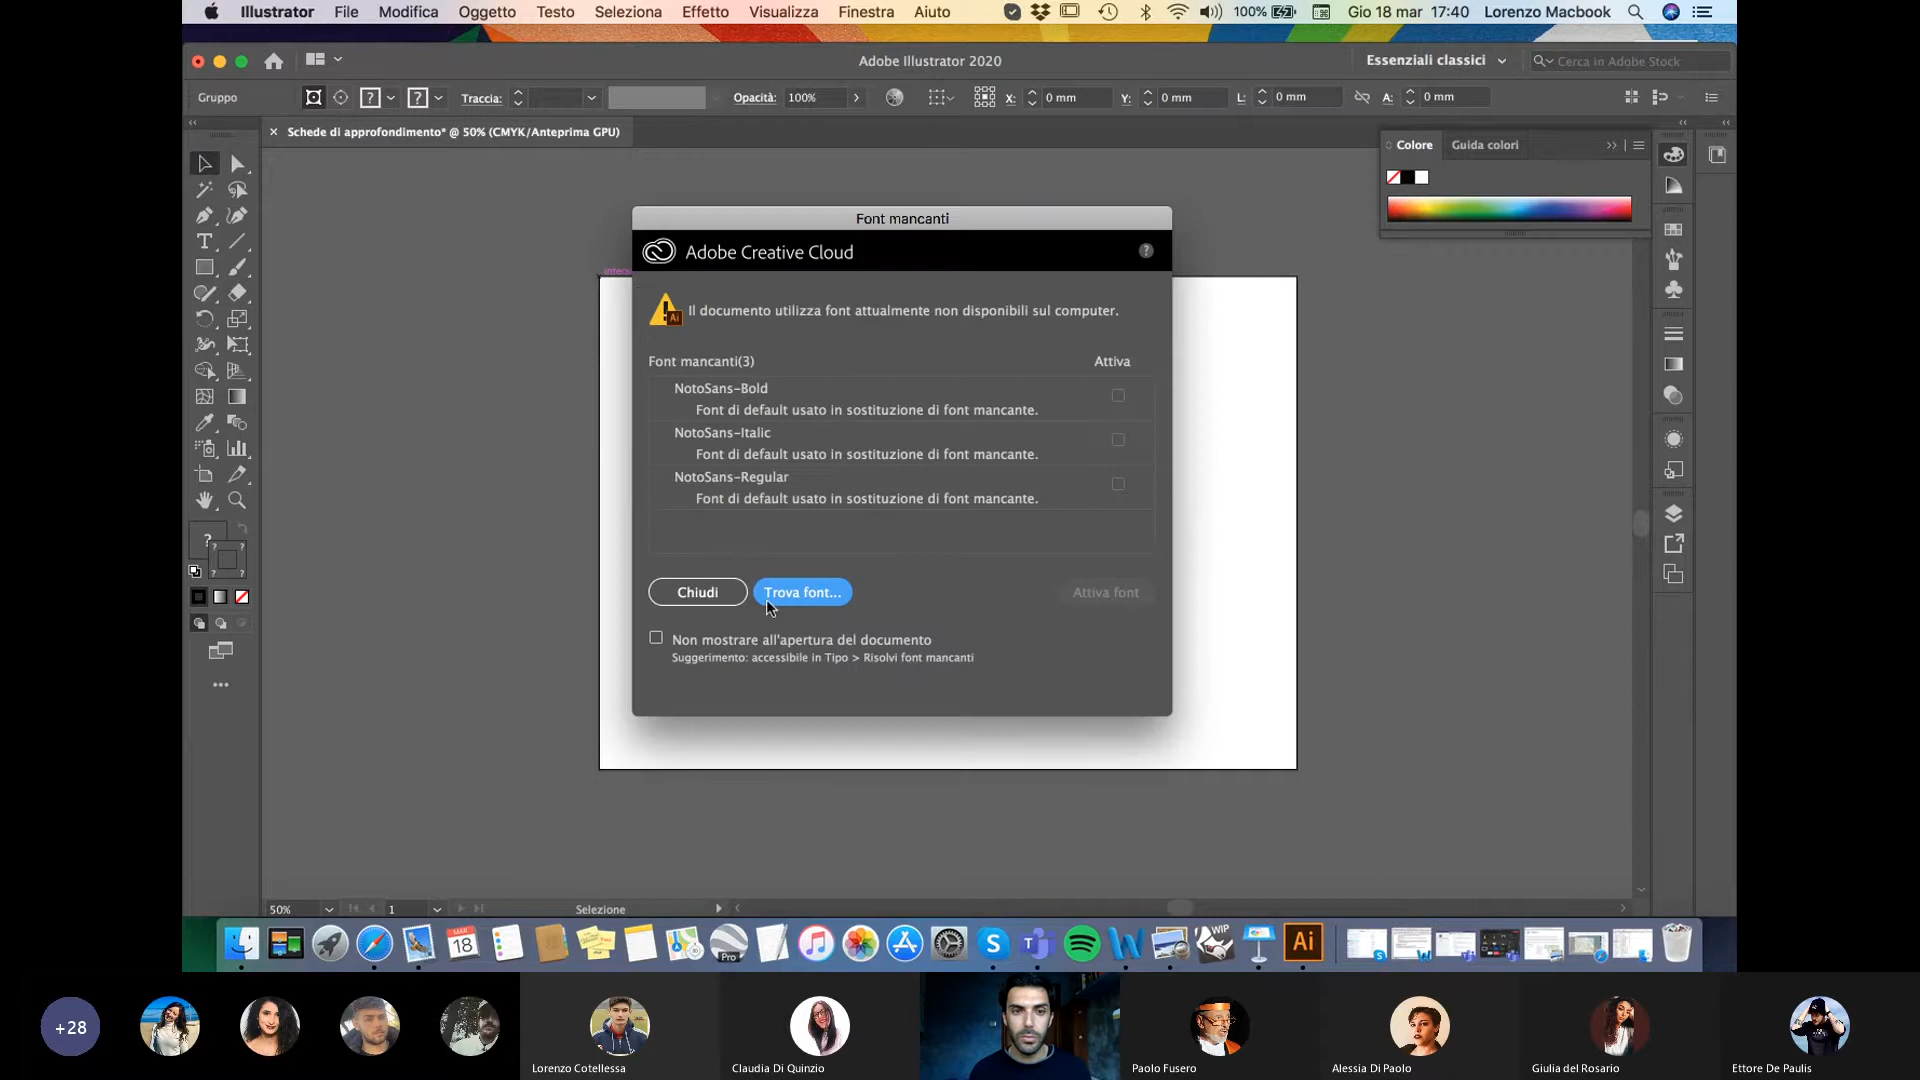 Illustrator File Modifica Oggetto Testo Seleziona Effetto Visualizza Finestra Aiuto 100% Gio 18 mar 17:40 Lorenzo Macbook
Adobe Illustrator 2020
Essenziali classici
Cerca in Adobe Stock
Gruppo
Traccia:
Opacità: 100%
X: 0 mm
Y: 0 mm
L: 0 mm
A: 0 mm
Schede di approfondimento* @ 50% (CMYK/Anteprima GPU)
Colore
Guida colori
Font mancanti
Adobe Creative Cloud
Il documento utilizza font attualmente non disponibili sul computer.
Font mancanti(3)
Attiva
NotoSans-Bold
Font di default usato in sostituzione di font mancante.
NotoSans-Italic
Font di default usato in sostituzione di font mancante.
NotoSans-Regular
Font di default usato in sostituzione di font mancante.
Chiudi
Trova font...
Attiva font
Non mostrare all'apertura del documento
Suggerimento: accessibile in Tipo > Risolvi font mancanti
50%
1
Selezione
MAR
18
Pro
WIP
Ai
+28
Lorenzo Cotellessa
Claudia Di Quinzio
Paolo Fusero
Alessia Di Paolo
Giulia del Rosario
Ettore De Paulis